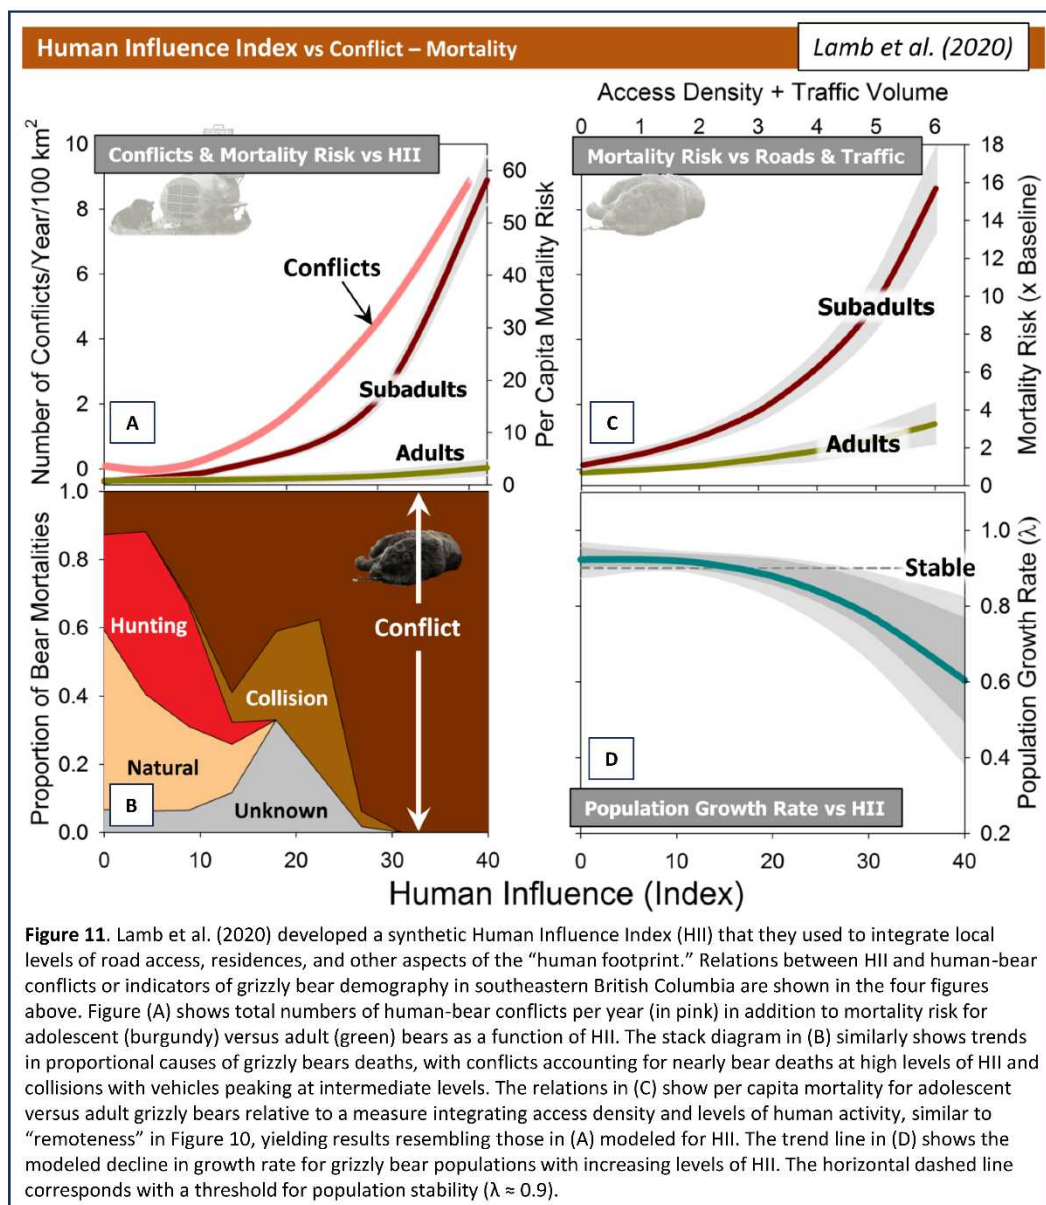 Human Influence Index vs Conflict – Mortality
Lamb et al. (2020)
Access Density + Traffic Volume
0 1 2 3 4 5 6
Number of Conflicts/Year/100 km²
10
8
6
4
2
0
Conflicts & Mortality Risk vs HII
Conflicts
Subadults
Adults
A
60
50
40
30
20
10
0
Per Capita Mortality Risk
Mortality Risk vs Roads & Traffic
Subadults
Adults
C
18
16
14
12
10
8
6
4
2
0
Mortality Risk (x Baseline)
Proportion of Bear Mortalities
1.0
0.8
0.6
0.4
0.2
0.0
Hunting
Natural
Collision
Unknown
Conflict
B
0 10 20 30 40
Stable
D
Population Growth Rate vs HII
1.0
0.8
0.6
0.4
0.2
Population Growth Rate (λ)
0 10 20 30 40
Human Influence (Index)
Figure 11. Lamb et al. (2020) developed a synthetic Human Influence Index (HII) that they used to integrate local
levels of road access, residences, and other aspects of the “human footprint.” Relations between HII and human-bear
conflicts or indicators of grizzly bear demography in southeastern British Columbia are shown in the four figures
above. Figure (A) shows total numbers of human-bear conflicts per year (in pink) in addition to mortality risk for
adolescent (burgundy) versus adult (green) bears as a function of HII. The stack diagram in (B) similarly shows trends
in proportional causes of grizzly bears deaths, with conflicts accounting for nearly bear deaths at high levels of HII and
collisions with vehicles peaking at intermediate levels. The relations in (C) show per capita mortality for adolescent
versus adult grizzly bears relative to a measure integrating access density and levels of human activity, similar to
“remoteness” in Figure 10, yielding results resembling those in (A) modeled for HII. The trend line in (D) shows the
modeled decline in growth rate for grizzly bear populations with increasing levels of HII. The horizontal dashed line
corresponds with a threshold for population stability (λ ≈ 0.9).